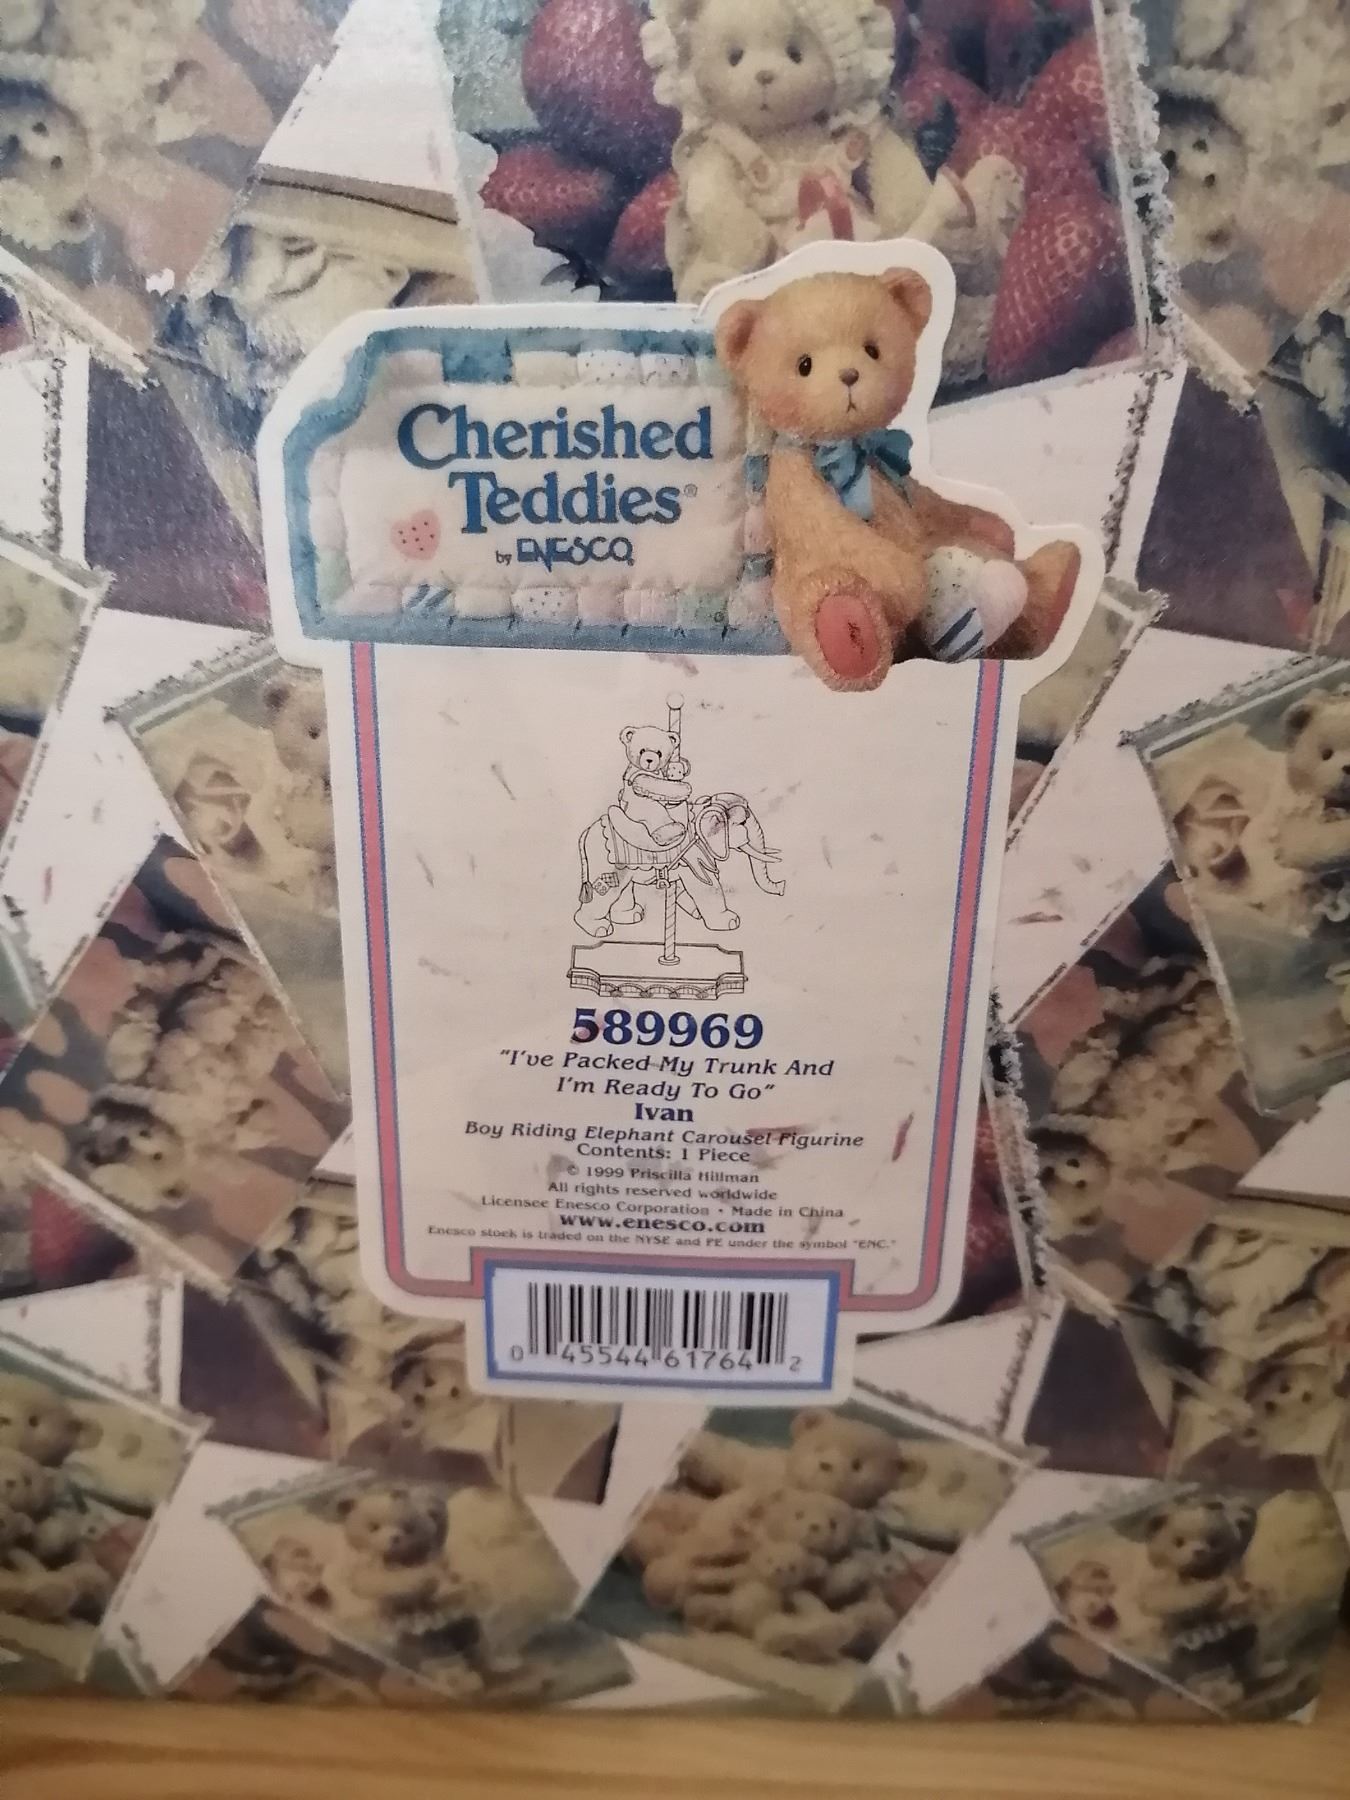 Cherished
Teddies®
by ENESCO
589969
"I've Packed My Trunk And
I'm Ready To Go"
Ivan
Boy Riding Elephant Carousel Figurine
Contents: 1 Piece
© 1999 Priscilla Hillman
All rights reserved worldwide
Licensee Enesco Corporation • Made in China
www.enesco.com
Enesco stock is traded on the NYSE and PE under the symbol "ENC."
0 45544 61764 2